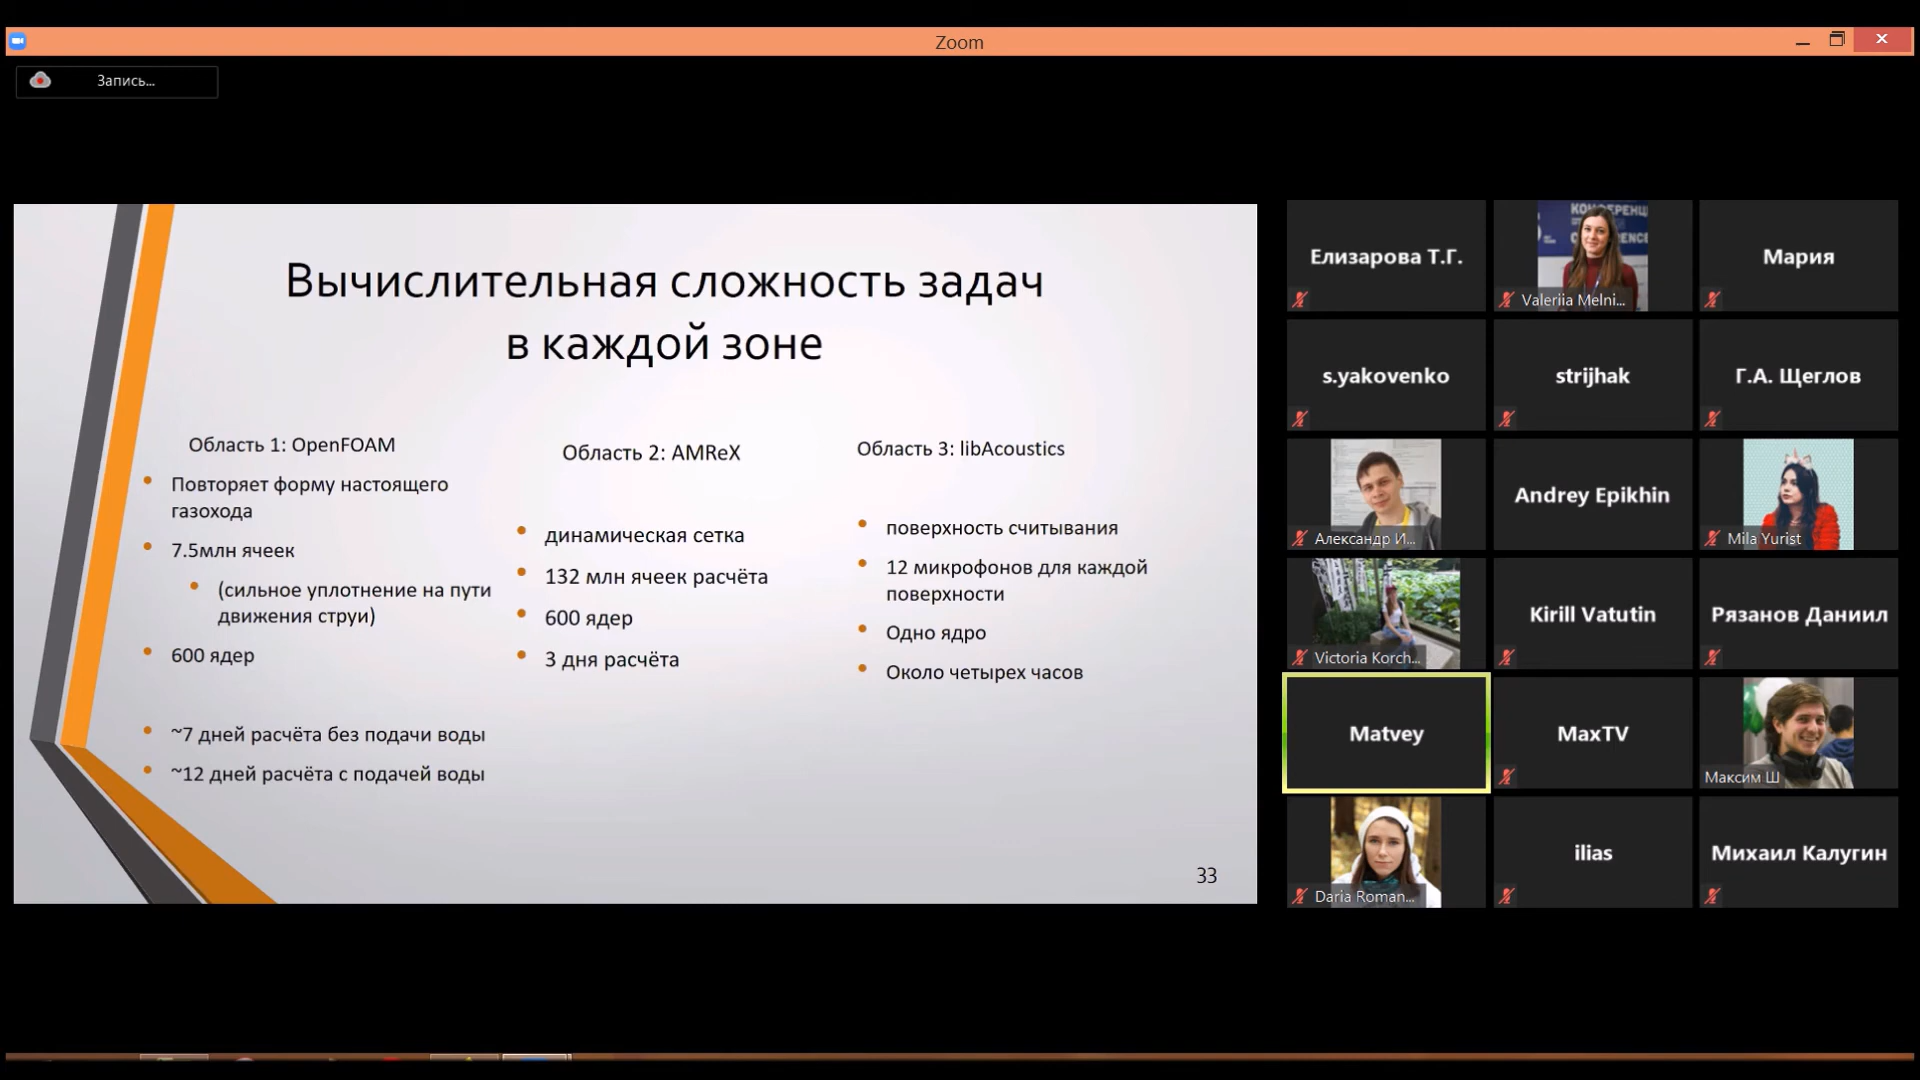 Zoom
Запись...
Вычислительная сложность задач
в каждой зоне
Область 1: OpenFOAM
Повторяет форму настоящего
газохода
7.5млн ячеек
(сильное уплотнение на пути
движения струи)
600 ядер
~7 дней расчёта без подачи воды
~12 дней расчёта с подачей воды
Область 2: AMReX
динамическая сетка
132 млн ячеек расчёта
600 ядер
3 дня расчёта
Область 3: libAcoustics
поверхность считывания
12 микрофонов для каждой
поверхности
Одно ядро
Около четырех часов
33
Елизарова Т.Г.
Valeriia Melni...
Мария
s.yakovenko
strijhak
Г.А. Щеглов
Александр И...
Andrey Epikhin
Mila Yurist
Victoria Korch...
Kirill Vatutin
Рязанов Даниил
Matvey
MaxTV
Максим Ш
Daria Roman...
ilias
Михаил Калугин